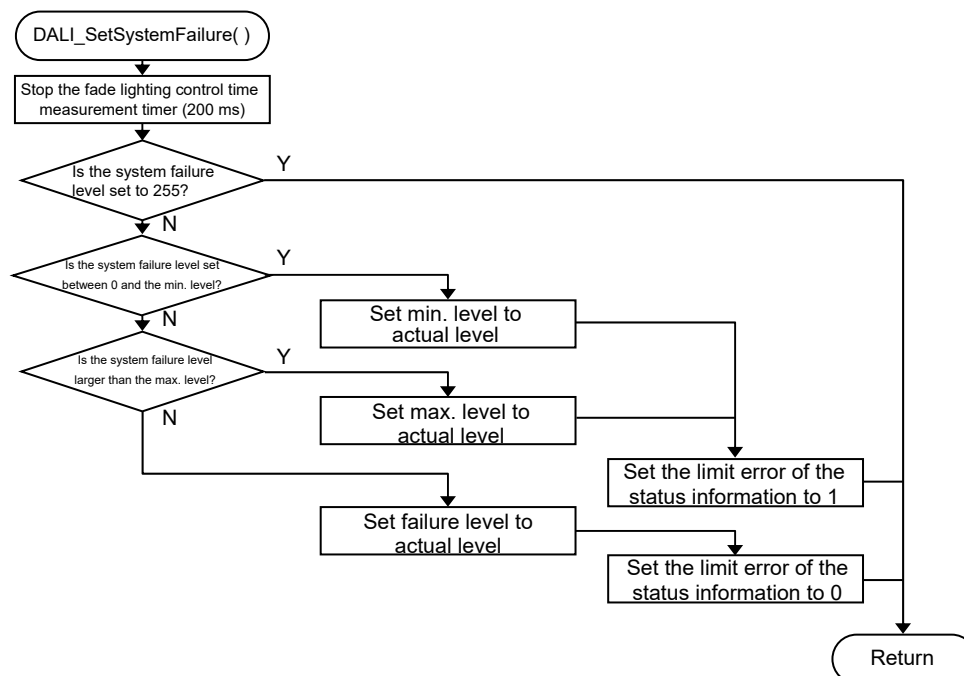 DALI_SetSystemFailure( )
Stop the fade lighting control time
measurement timer (200 ms)
Y
Is the system failure
level set to 255?
N
Y
Is the system failure level set
between 0 and the min. level?
Set min. level to
actual level
N
Y
Is the system failure level
larger than the max. level?
Set max. level to
actual level
N
Set the limit error of the
status information to 1
Set failure level to
actual level
Set the limit error of the
status information to 0
Return